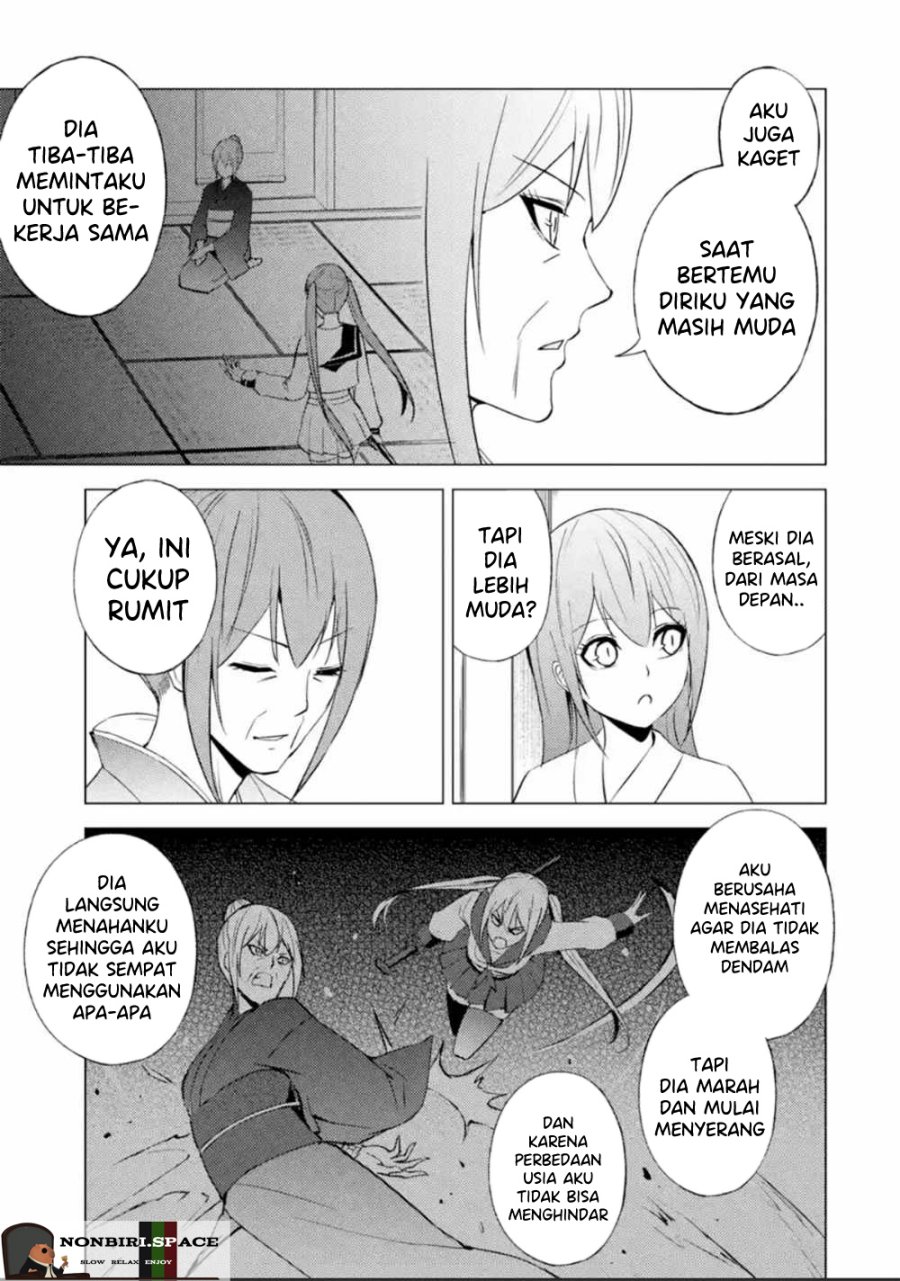 AKU
JUGA
KAGET
SAAT
BERTEMU
DIRIKU YANG
MASIH MUDA
DIA
TIBA-TIBA
MEMINTAKU
UNTUK BE-
KERJA SAMA
MESKI DIA
BERASAL,
DARI MASA
DEPAN..
TAPI
DIA
LEBIH
MUDA?
YA, INI
CUKUP
RUMIT
AKU
BERUSAHA
MENASEHATI
AGAR DIA TIDAK
MEMBALAS
DENDAM
TAPI
DIA MARAH
DAN MULAI
MENYERANG
DAN
KARENA
PERBEDAAN
USIA AKU
TIDAK BISA
MENGHINDAR
DIA
LANGSUNG
MENAHANKU
SEHINGGA AKU
TIDAK SEMPAT
MENGGUNAKAN
APA-APA
NONBIRI.SPACE
SLOW RELAX ENJOY